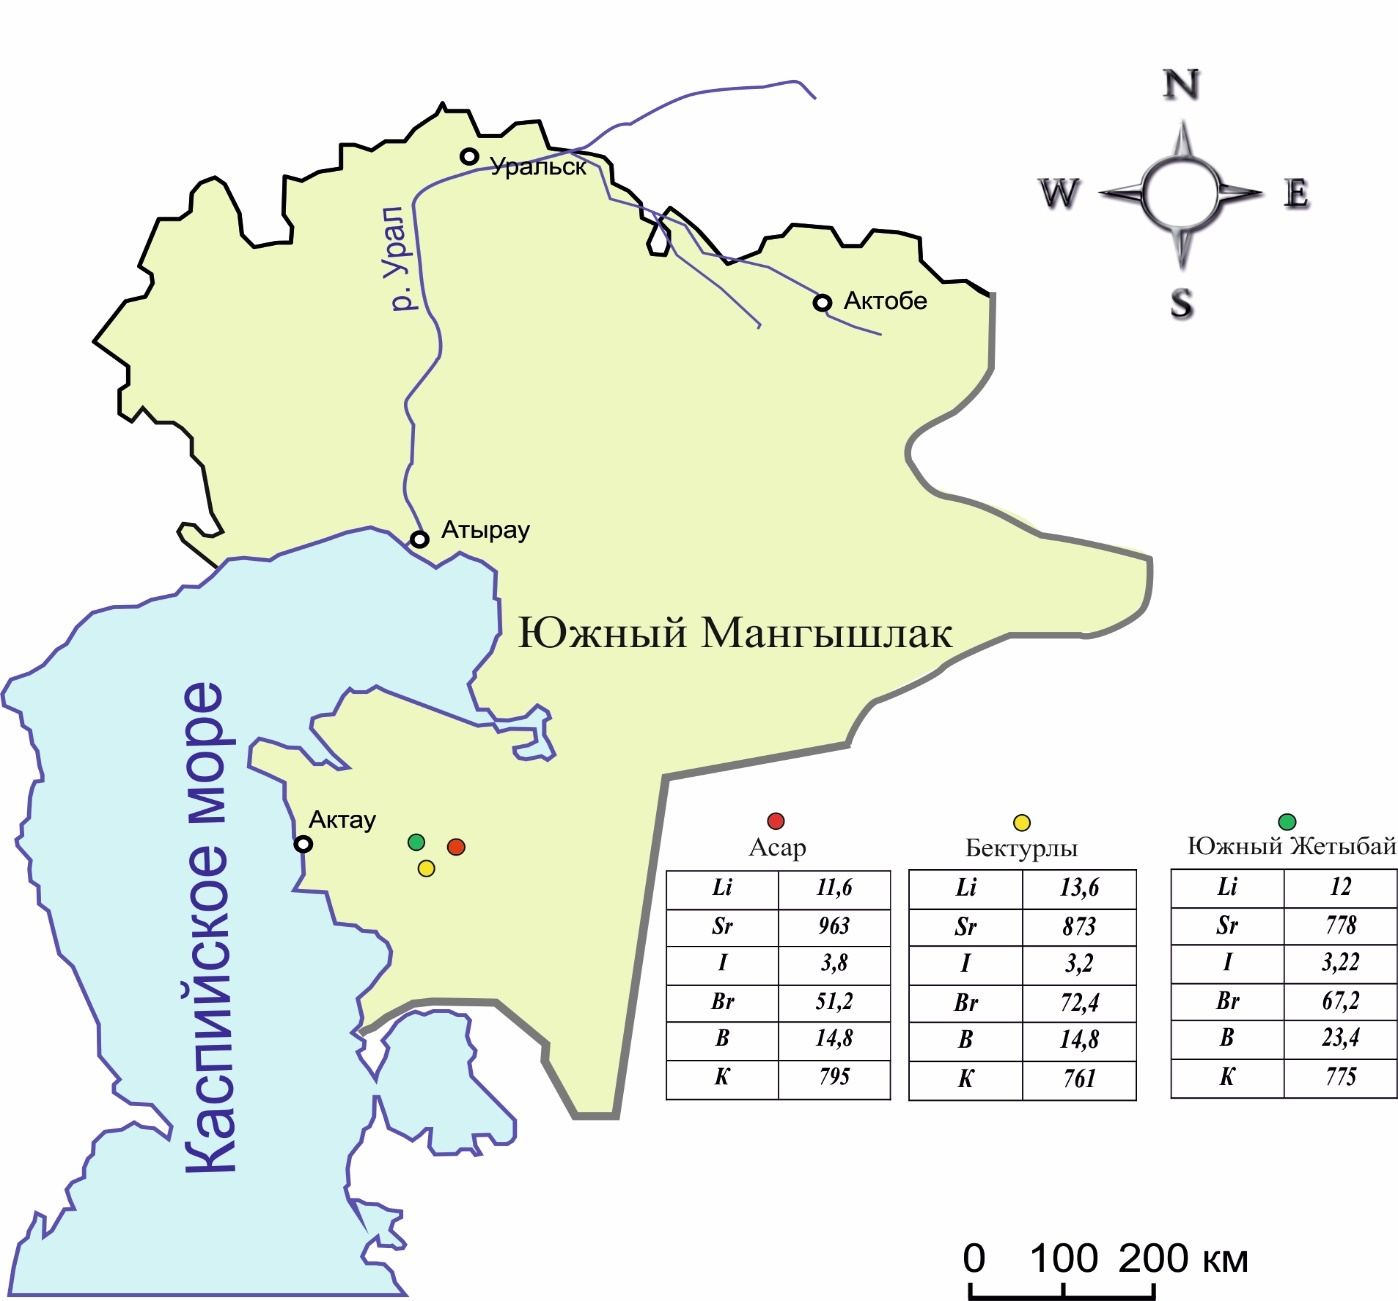 N
W E
S
Уральск
р. Урал
Актобе
Атырау
Южный Мангышлак
Каспийское море
Актау
Асар
Li 11,6
Sr 963
I 3,8
Br 51,2
B 14,8
К 795
Бектурлы
Li 13,6
Sr 873
I 3,2
Br 72,4
B 14,8
К 761
Южный Жетыбай
Li 12
Sr 778
I 3,22
Br 67,2
B 23,4
К 775
0 100 200 км